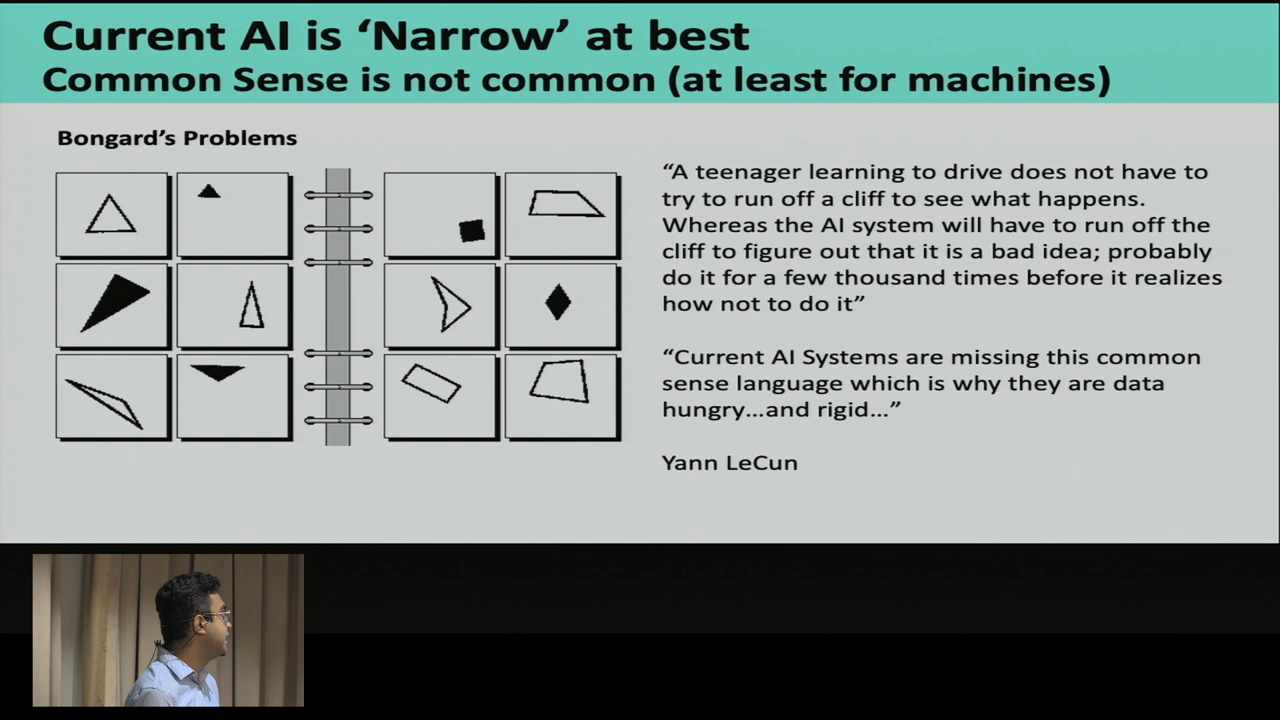 Current AI is ‘Narrow’ at best
Common Sense is not common (at least for machines)
Bongard’s Problems
“A teenager learning to drive does not have to
try to run off a cliff to see what happens.
Whereas the AI system will have to run off the
cliff to figure out that it is a bad idea; probably
do it for a few thousand times before it realizes
how not to do it”
“Current AI Systems are missing this common
sense language which is why they are data
hungry...and rigid...”
Yann LeCun